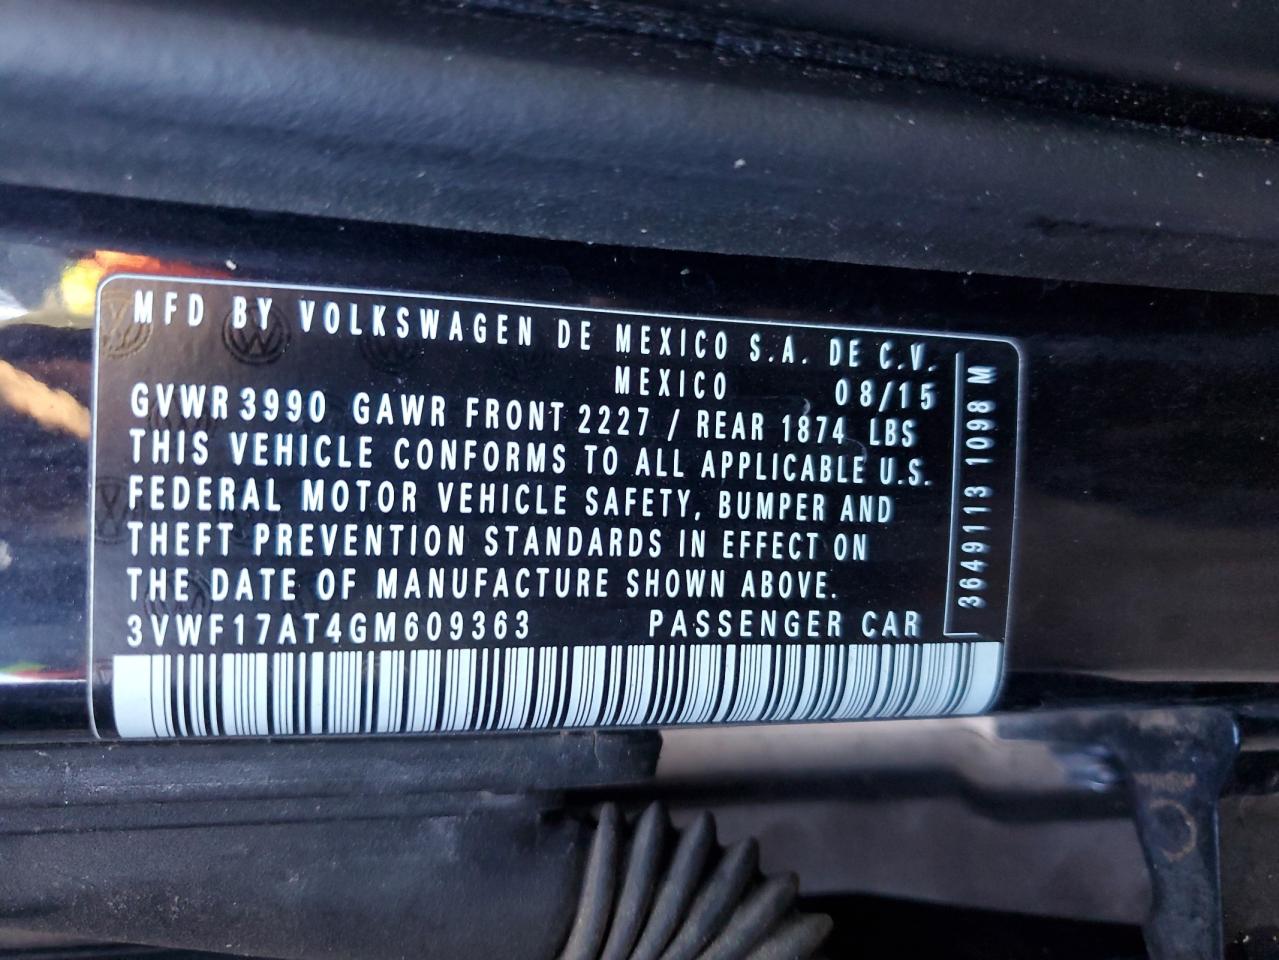 MFD BY VOLKSWAGEN DE MEXICO S.A. DE C.V.
MEXICO 08/15
GVWR 3990 GAWR FRONT 2227 / REAR 1874 LBS
THIS VEHICLE CONFORMS TO ALL APPLICABLE U.S.
FEDERAL MOTOR VEHICLE SAFETY, BUMPER AND
THEFT PREVENTION STANDARDS IN EFFECT ON
THE DATE OF MANUFACTURE SHOWN ABOVE.
3VWF17AT4GM609363 PASSENGER CAR
3649113 1098 M